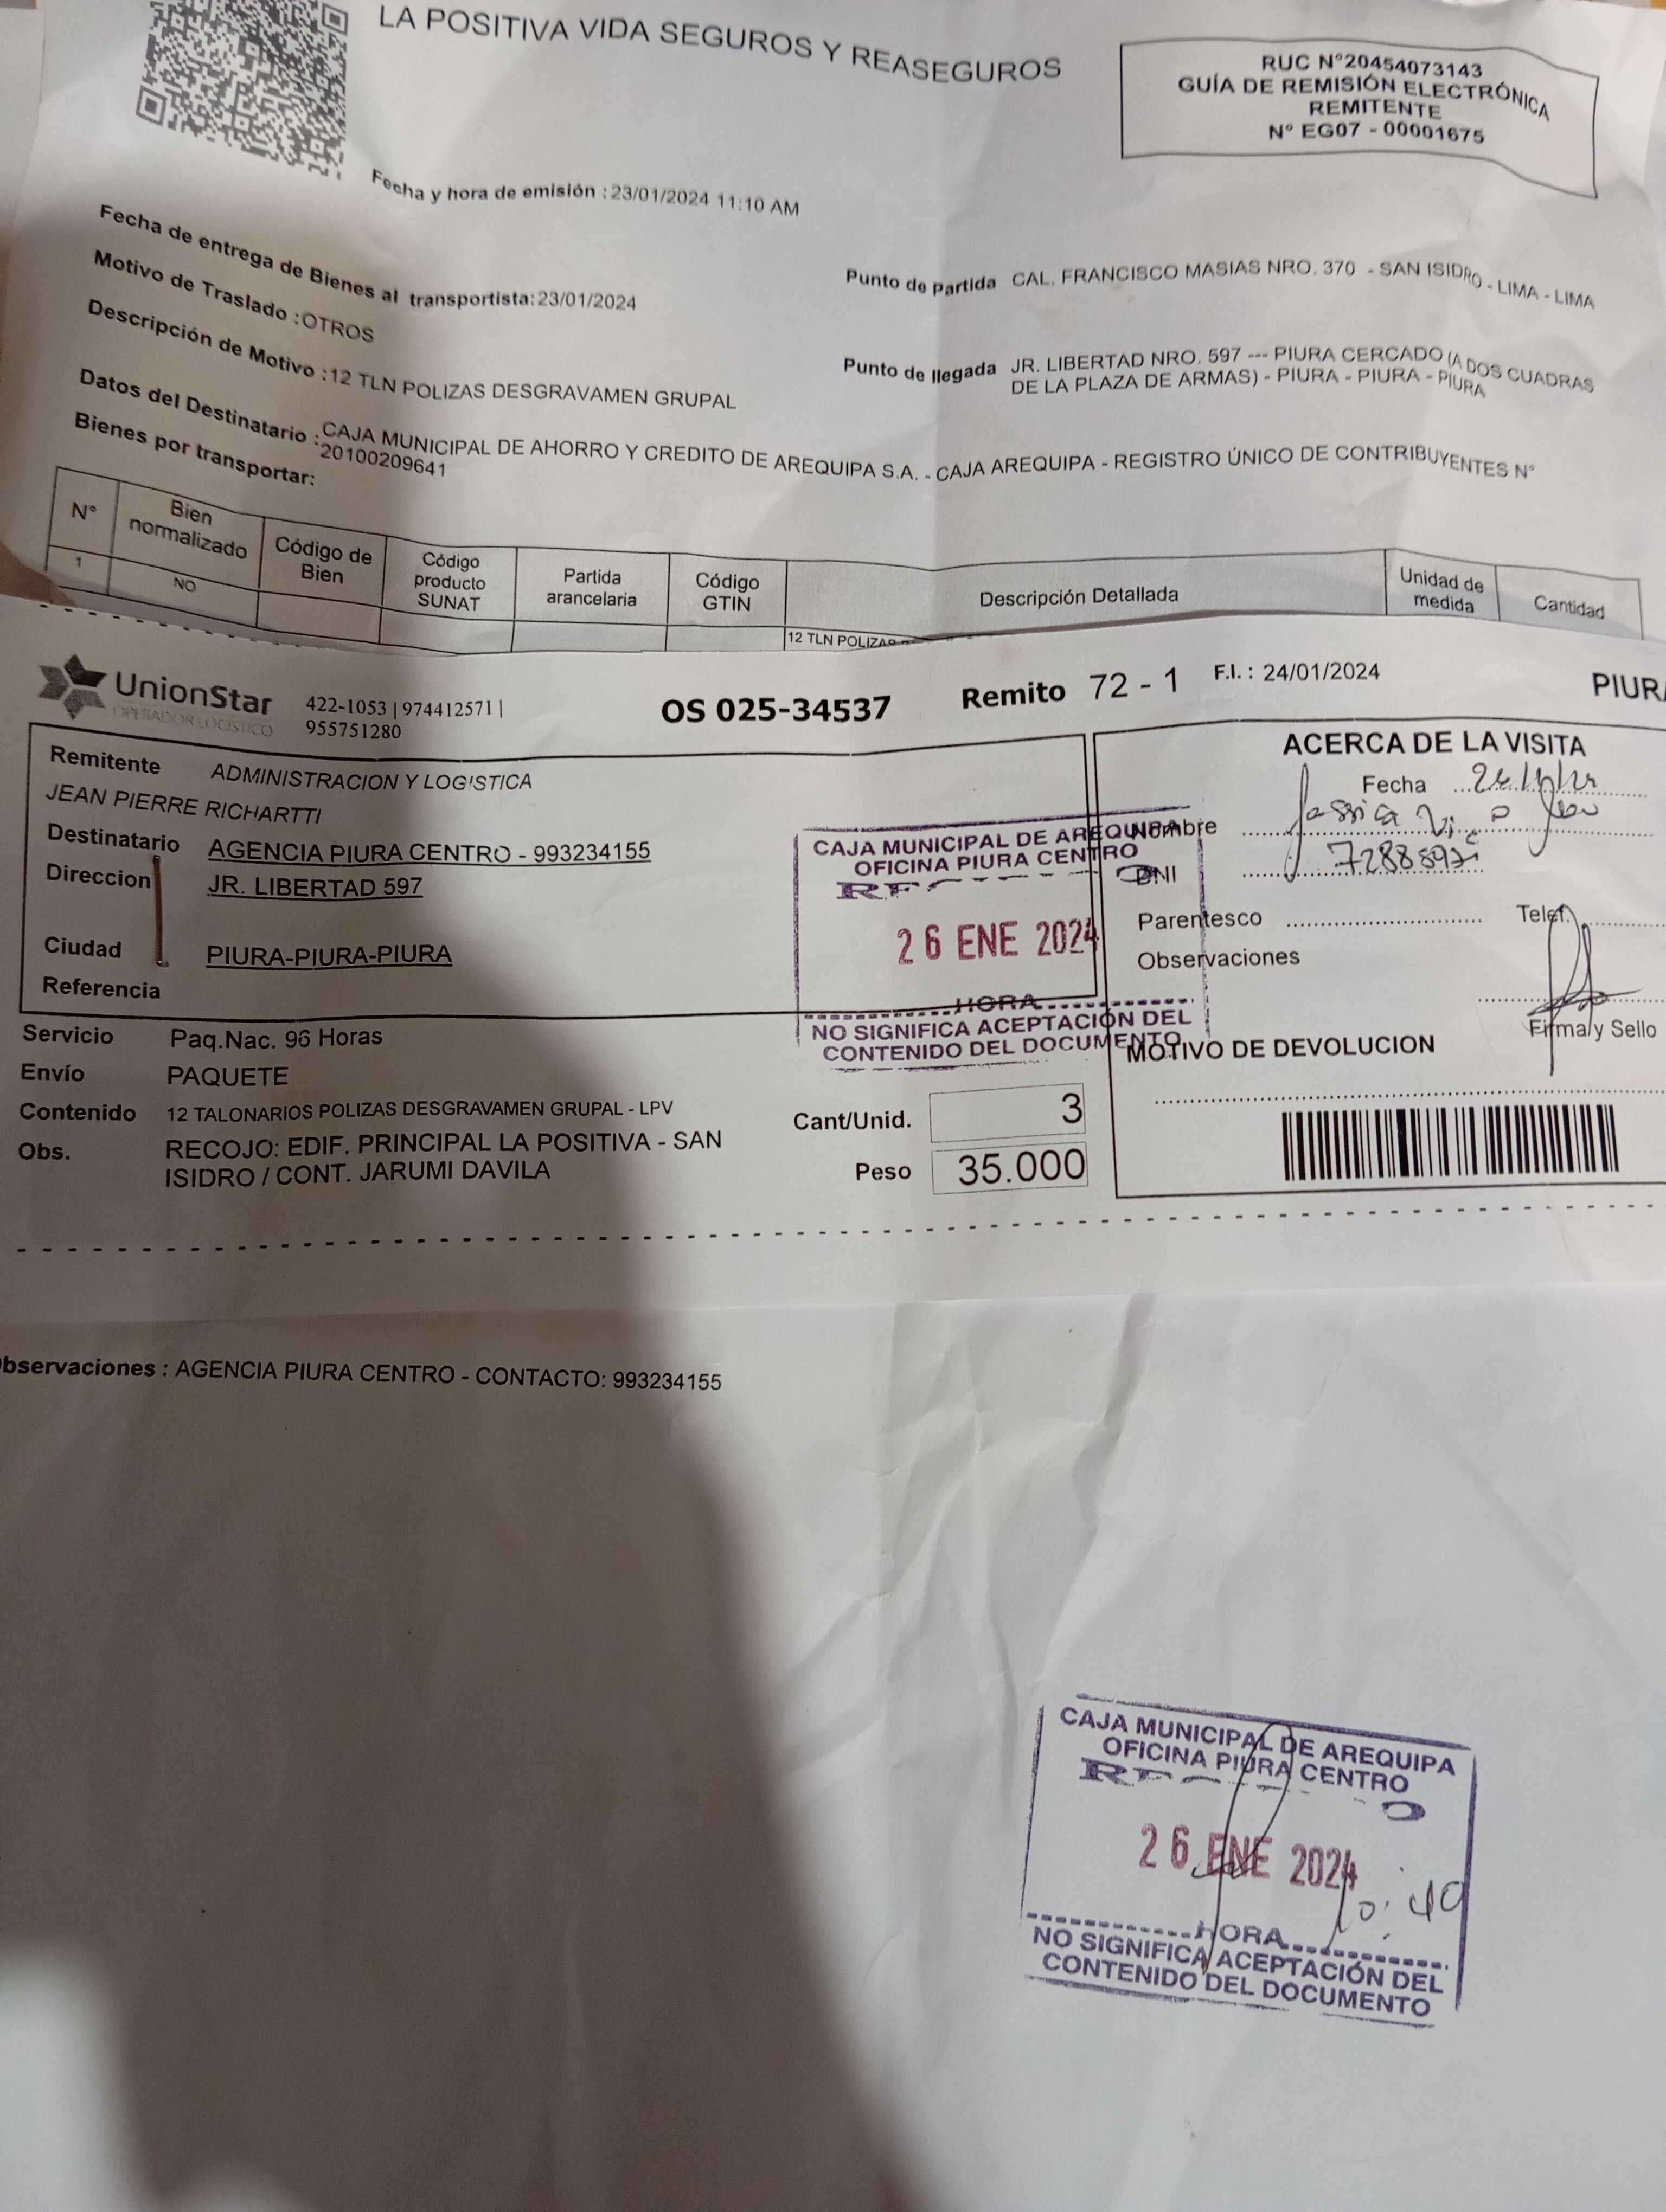 LA POSITIVA VIDA SEGUROS Y REASEGUROS
RUC N°20454073143
GUÍA DE REMISIÓN ELECTRÓNICA
REMITENTE
N° EG07 - 00001675
Fecha y hora de emisión : 23/01/2024 11:10 AM
Fecha de entrega de Bienes al transportista: 23/01/2024
Motivo de Traslado : OTROS
Descripción de Motivo : 12 TLN POLIZAS DESGRAVAMEN GRUPAL
Punto de partida CAL. FRANCISCO MASIAS NRO. 370 - SAN ISIDRO - LIMA - LIMA
Punto de llegada JR. LIBERTAD NRO. 597 --- PIURA CERCADO (A DOS CUADRAS
DE LA PLAZA DE ARMAS) - PIURA - PIURA - PIURA
Datos del Destinatario : CAJA MUNICIPAL DE AHORRO Y CREDITO DE AREQUIPA S.A. - CAJA AREQUIPA - REGISTRO ÚNICO DE CONTRIBUYENTES N°
20100209641
Bienes por transportar:
N° Bien normalizado Código de Bien Código producto SUNAT Partida arancelaria Código GTIN Descripción Detallada Unidad de medida Cantidad
1 NO 12 TLN POLIZAS
UnionStar
OPERADOR LOGÍSTICO
422-1053 | 974412571 |
955751280
OS 025-34537
Remito 72 - 1
F.I. : 24/01/2024
PIURA
Remitente ADMINISTRACION Y LOGISTICA
JEAN PIERRE RICHARTTI
Destinatario AGENCIA PIURA CENTRO - 993234155
Direccion JR. LIBERTAD 597
Ciudad PIURA-PIURA-PIURA
Referencia
CAJA MUNICIPAL DE AREQUIPA
OFICINA PIURA CENTRO
26 ENE 2024
HORA
NO SIGNIFICA ACEPTACIÓN DEL
CONTENIDO DEL DOCUMENTO
ACERCA DE LA VISITA
Fecha
Nombre
DNI
Parentesco Telef.
Observaciones
Firma y Sello
MOTIVO DE DEVOLUCION
Servicio Paq.Nac. 96 Horas
Envío PAQUETE
Contenido 12 TALONARIOS POLIZAS DESGRAVAMEN GRUPAL - LPV
Obs. RECOJO: EDIF. PRINCIPAL LA POSITIVA - SAN
ISIDRO / CONT. JARUMI DAVILA
Cant/Unid. 3
Peso 35.000
bservaciones : AGENCIA PIURA CENTRO - CONTACTO: 993234155
CAJA MUNICIPAL DE AREQUIPA
OFICINA PIURA CENTRO
26 ENE 2024
10:40
HORA
NO SIGNIFICA ACEPTACIÓN DEL
CONTENIDO DEL DOCUMENTO